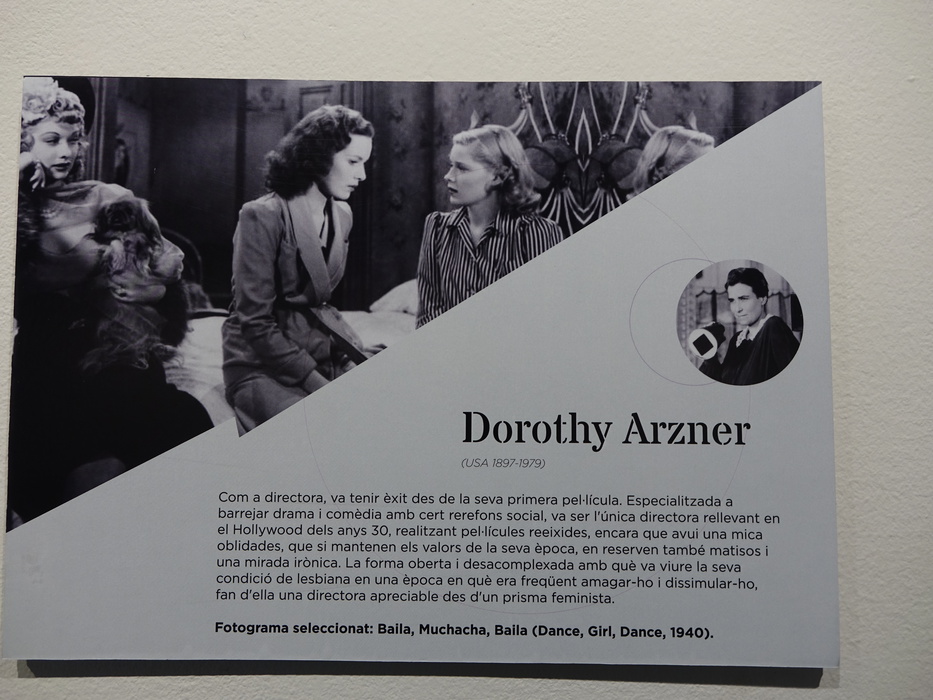 Dorothy Arzner
(USA 1897-1979)
Com a directora, va tenir èxit des de la seva primera pel·lícula. Especialitzada a
barrejar drama i comèdia amb cert rerefons social, va ser l'única directora rellevant en
el Hollywood dels anys 30, realitzant pel·lícules reeixides, encara que avui una mica
oblidades, que si mantenen els valors de la seva època, en reserven també matisos i
una mirada irònica. La forma oberta i desacomplexada amb què va viure la seva
condició de lesbiana en una època en què era freqüent amagar-ho i dissimular-ho,
fan d'ella una directora apreciable des d'un prisma feminista.
Fotograma seleccionat: Baila, Muchacha, Baila (Dance, Girl, Dance, 1940).